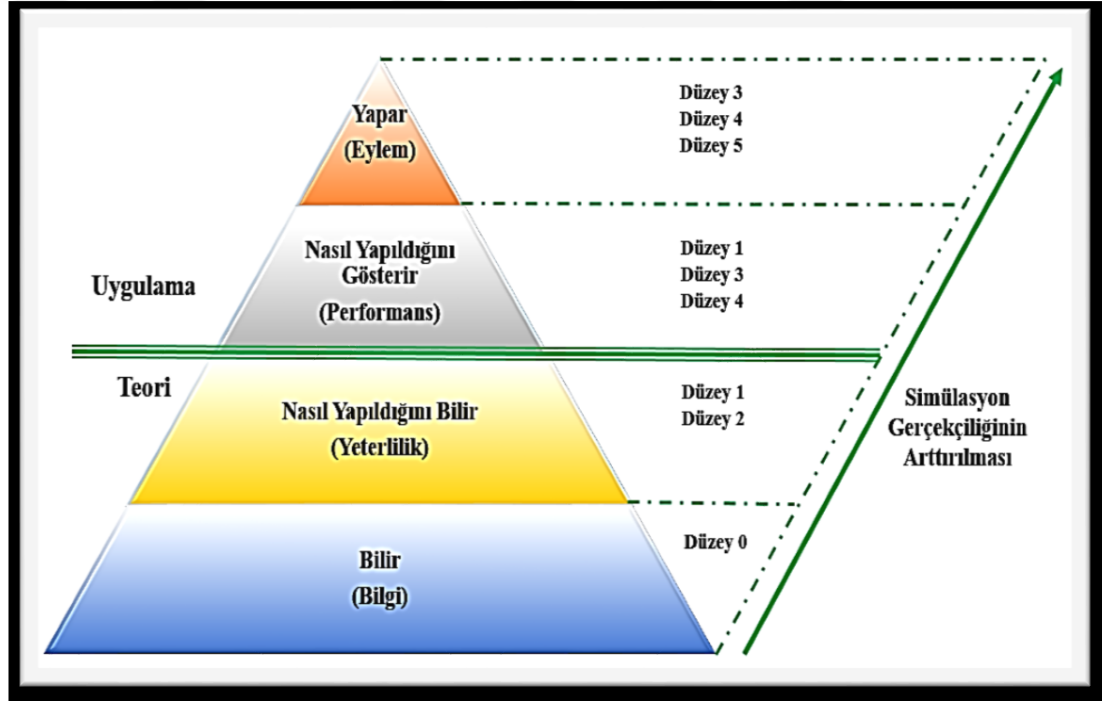 Yapar
(Eylem)
Düzey 3
Düzey 4
Düzey 5
Nasıl Yapıldığını
Gösterir
(Performans)
Düzey 1
Düzey 3
Düzey 4
Uygulama
Teori
Nasıl Yapıldığını Bilir
(Yeterlilik)
Düzey 1
Düzey 2
Simülasyon
Gerçekçiliğinin
Arttırılması
Bilir
(Bilgi)
Düzey 0